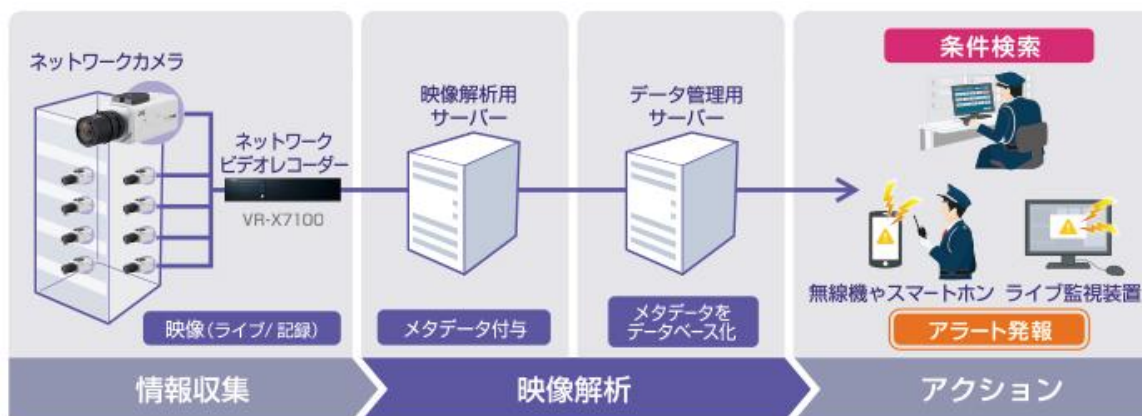 ネットワークカメラ
ネットワーク
ビデオレコーダー
VR-X7100
映像(ライブ/記録)
映像解析用
サーバー
メタデータ付与
データ管理用
サーバー
メタデータを
データベース化
条件検索
無線機やスマートホン
ライブ監視装置
アラート発報
情報収集
映像解析
アクション